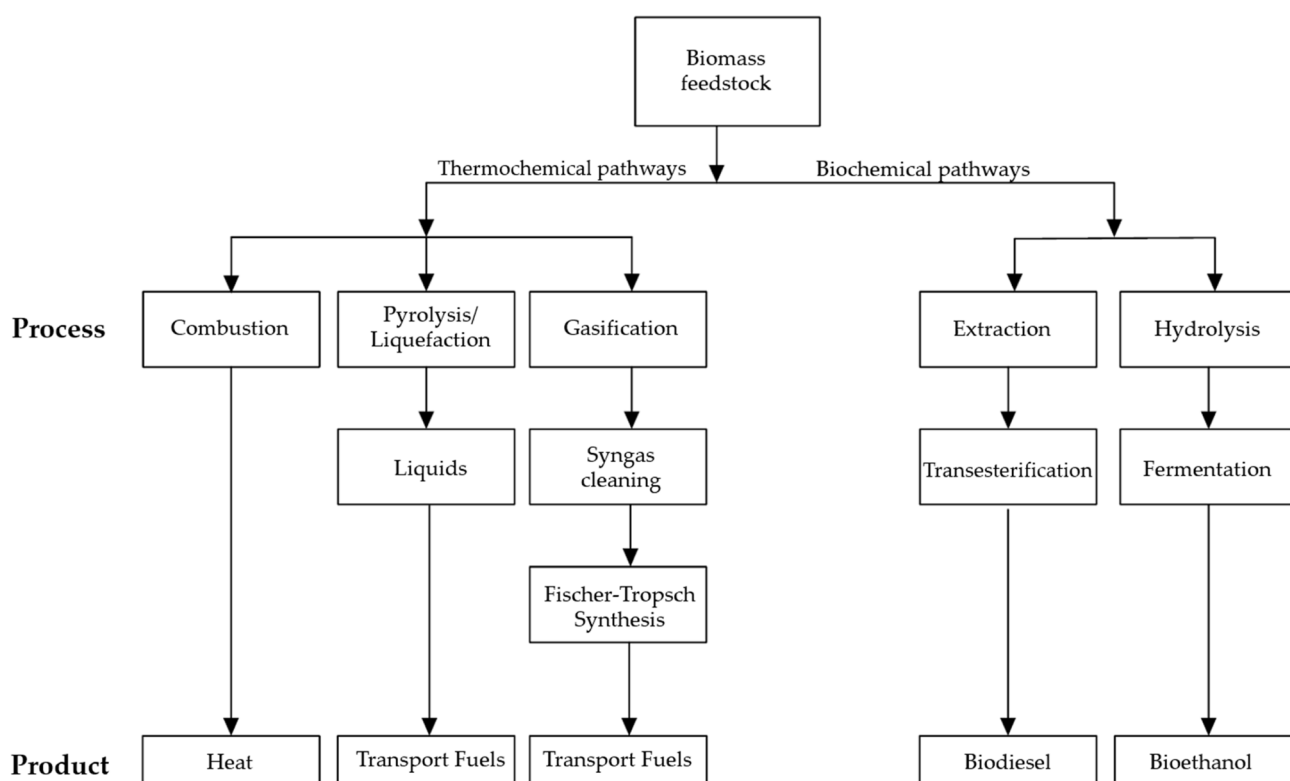 Biomass
feedstock
Thermochemical pathways
Biochemical pathways
Process
Combustion
Pyrolysis/
Liquefaction
Gasification
Extraction
Hydrolysis
Liquids
Syngas
cleaning
Transesterification
Fermentation
Fischer-Tropsch
Synthesis
Product
Heat
Transport Fuels
Transport Fuels
Biodiesel
Bioethanol